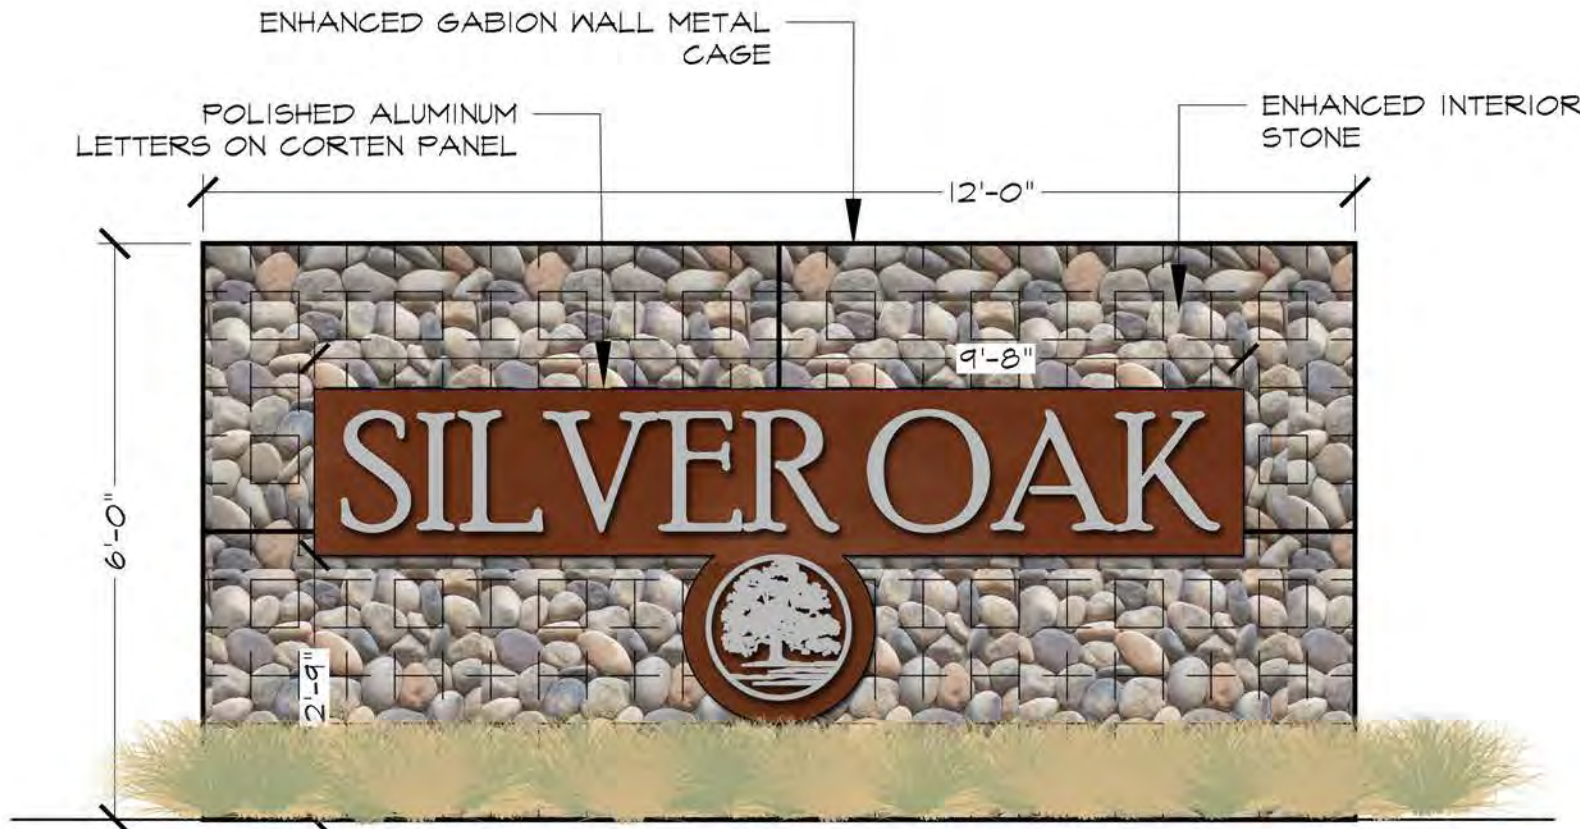 ENHANCED GABION WALL METAL
CAGE
POLISHED ALUMINUM
LETTERS ON CORTEN PANEL
ENHANCED INTERIOR
STONE
12'-0"
9'-8"
SILVER OAK
6'-0"
2'-9"